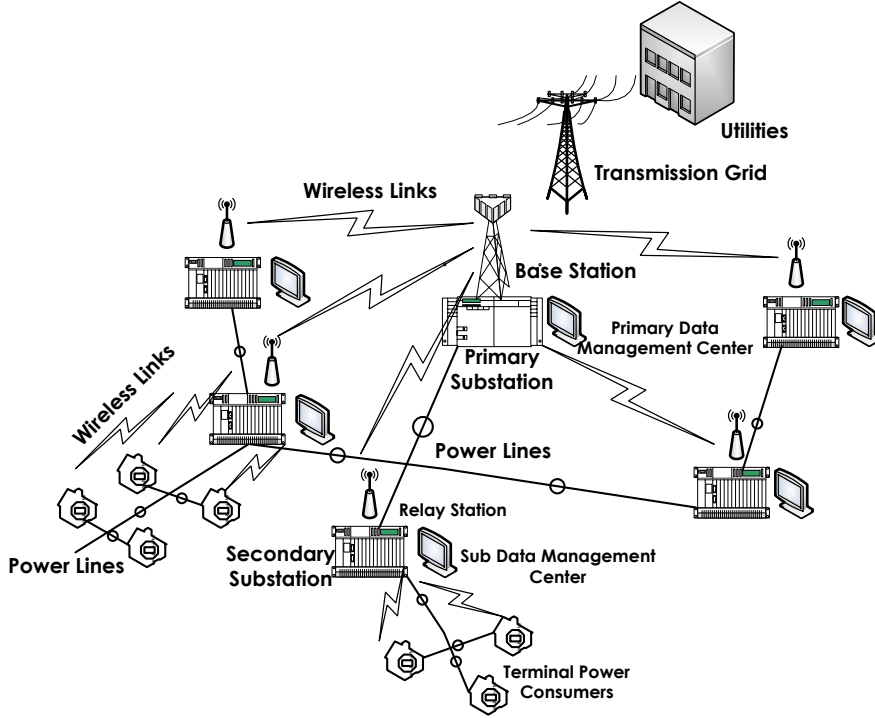 Utilities
Transmission Grid
Wireless Links
Base Station
Primary Data
Management Center
Primary
Substation
Wireless Links
Power Lines
Relay Station
Secondary
Substation
Sub Data Management
Center
Power Lines
Terminal Power
Consumers